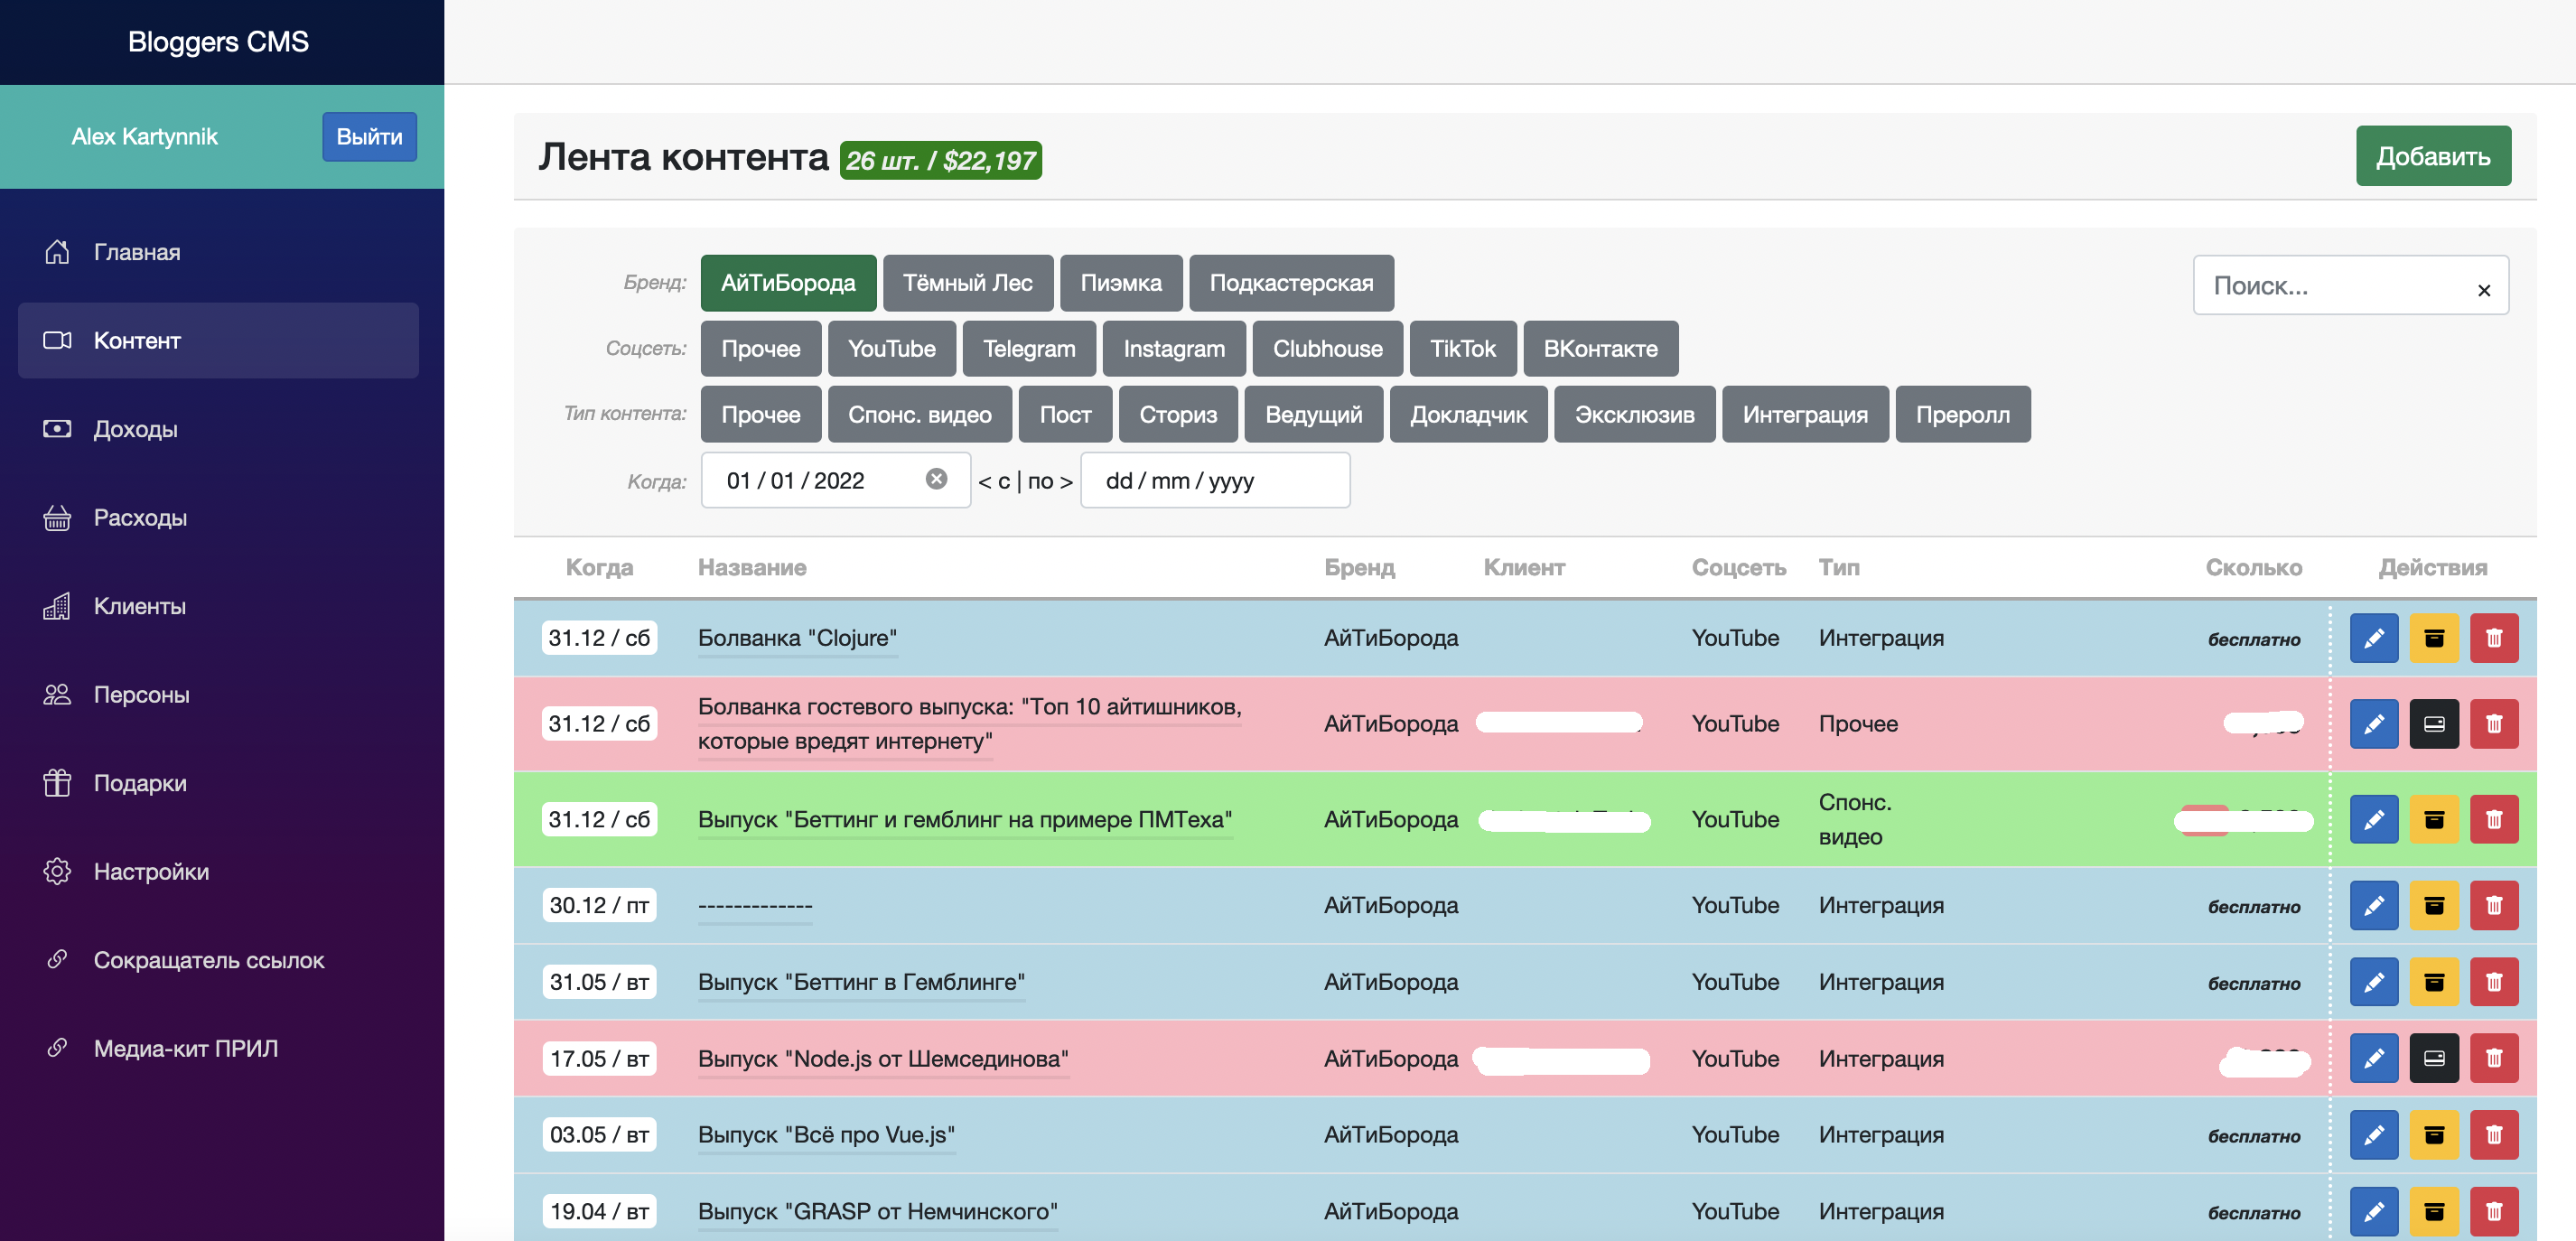 Bloggers CMS
Alex Kartynnik
Выйти
Главная
Контент
Доходы
Расходы
Клиенты
Персоны
Подарки
Настройки
Сокращатель ссылок
Медиа-кит ПРИЛ
Лента контента 26 шт. / $22,197
Добавить
Бренд: АйТиБорода Тёмный Лес Пиэмка Подкастерская
Поиск... ×
Соцсеть: Прочее YouTube Telegram Instagram Clubhouse TikTok ВКонтакте
Тип контента: Прочее Спонс. видео Пост Сториз Ведущий Докладчик Эксклюзив Интеграция Преролл
Когда: 01 / 01 / 2022 < с | по > dd / mm / yyyy
Когда Название Бренд Клиент Соцсеть Тип Сколько Действия
31.12 / сб Болванка "Clojure" АйТиБорода YouTube Интеграция бесплатно
31.12 / сб Болванка гостевого выпуска: "Топ 10 айтишников,
которые вредят интернету" АйТиБорода YouTube Прочее
31.12 / сб Выпуск "Беттинг и гемблинг на примере ПМТеха" АйТиБорода YouTube Спонс.
видео
30.12 / пт ------------- АйТиБорода YouTube Интеграция бесплатно
31.05 / вт Выпуск "Беттинг в Гемблинге" АйТиБорода YouTube Интеграция бесплатно
17.05 / вт Выпуск "Node.js от Шемсединова" АйТиБорода YouTube Интеграция
03.05 / вт Выпуск "Всё про Vue.js" АйТиБорода YouTube Интеграция бесплатно
19.04 / вт Выпуск "GRASP от Немчинского" АйТиБорода YouTube Интеграция бесплатно